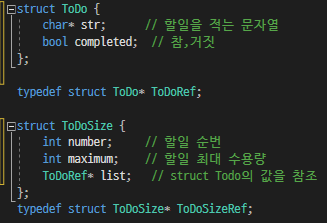 struct ToDo {
char* str; // 할일을 적는 문자열
bool completed; // 참,거짓
};
typedef struct ToDo* ToDoRef;
struct ToDoSize {
int number; // 할일 순번
int maximum; // 할일 최대 수용량
ToDoRef* list; // struct Todo의 값을 참조
};
typedef struct ToDoSize* ToDoSizeRef;